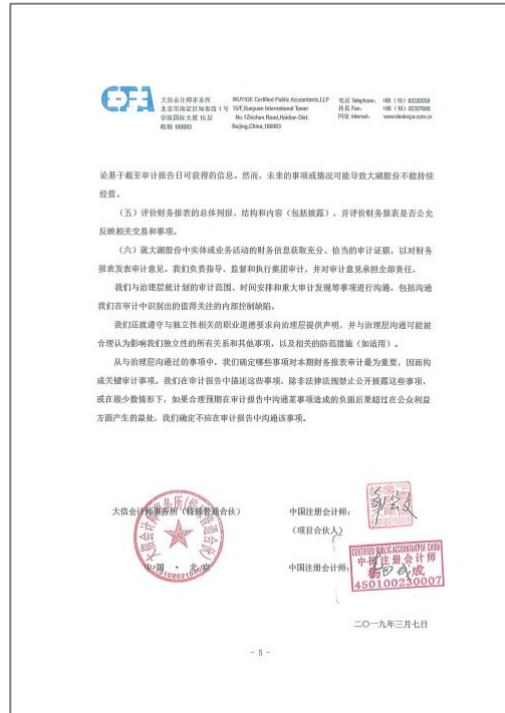 大信会计师事务所
北京市海淀区知春路 1 号
学院国际大厦 15 层
邮编 100083
WUYIGE Certified Public Accountants.LLP
15/F,Xueyuan International Tower
No.1Zhichun Road,Haidian Dist.
Beijing,China,100083
电话 Telephone:
传真 Fax:
网址 Internet:
论基于截至审计报告日可获得的信息。然而，未来的事项或情况可能导致大湖股份不能持续
经营。
（五）评价财务报表的总体列报、结构和内容（包括披露），并评价财务报表是否公允
反映相关交易和事项。
（六）就大湖股份中实体或业务活动的财务信息获取充分、恰当的审计证据，以对财务
报表发表审计意见。我们负责指导、监督和执行集团审计，并对审计意见承担全部责任。
我们与治理层就计划的审计范围、时间安排和重大审计发现等事项进行沟通，包括沟通
我们在审计中识别出的值得关注的内部控制缺陷。
我们还就遵守与独立性相关的职业道德要求向治理层提供声明，并与治理层沟通可能被
合理认为影响我们独立性的所有关系和其他事项，以及相关的防范措施（如适用）。
从与治理层沟通过的事项中，我们确定哪些事项对本期财务报表审计最为重要，因而构
成关键审计事项。我们在审计报告中描述这些事项，除非法律法规禁止公开披露这些事项，
或在极少数情形下，如果合理预期在审计报告中沟通某事项造成的负面后果超过在公众利益
方面产生的益处，我们确定不应在审计报告中沟通该事项。
大信会计师事务所（特殊普通合伙）
中国 · 北京
中国注册会计师：
（项目合伙人）
中国注册会计师：
CERTIFIED PUBLIC ACCOUNTANT OF CHINA
中国注册会计师
450100230007
二〇一九年三月七日
- 5 -